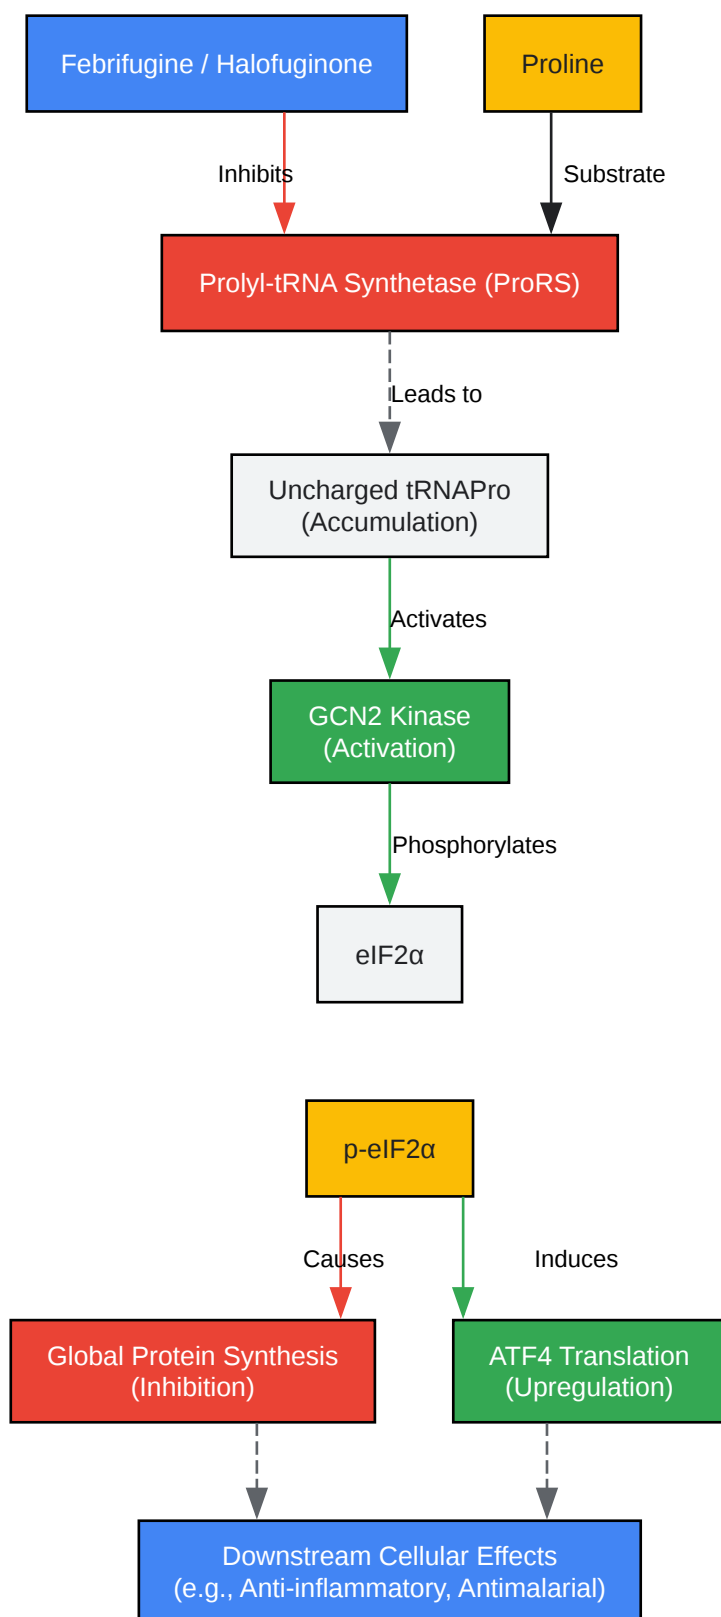 Febrifugine / Halofuginone
Proline
Inhibits
Substrate
Prolyl-tRNA Synthetase (ProRS)
Leads to
Uncharged tRNAPro
(Accumulation)
Activates
GCN2 Kinase
(Activation)
Phosphorylates
eIF2α
p-eIF2α
Causes
Induces
Global Protein Synthesis
(Inhibition)
ATF4 Translation
(Upregulation)
Downstream Cellular Effects
(e.g., Anti-inflammatory, Antimalarial)